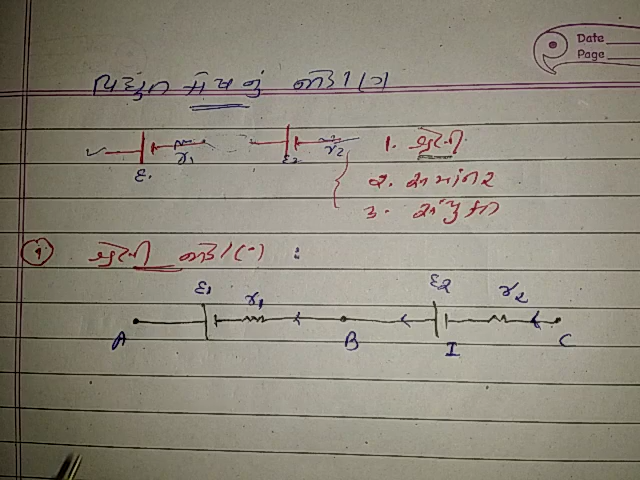 Date
Page
વિદ્યુત કોષનું જોડાણ
ε₁ r₁ ε₂ r₂
1. શ્રેણી
2. સમાંતર
3. સંયુક્ત
① શ્રેણી જોડાણ :
ε₁ r₁ ε₂ r₂
A B I C